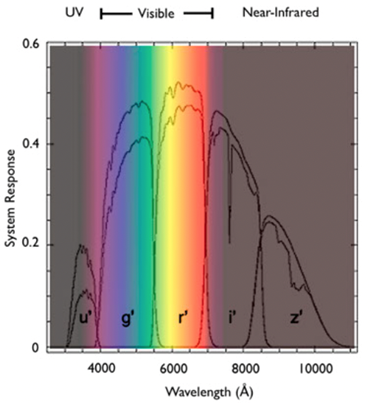 UV Visible Near-Infrared
0.6
0.4
0.2
0
System Response
u' g' r' i' z'
4000 6000 8000 10000
Wavelength (Å)